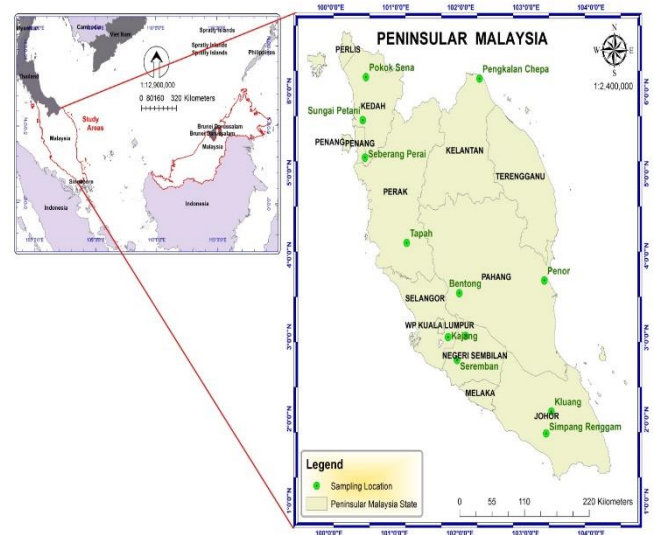 Myanmar
Cambodia
Viet Nam
Spratly Islands
Spratly Islands
Spratly Islands
Philippines
Thailand
1:12,900,000
0 80160 320 Kilometers
Study
Areas
Malaysia
Brunei Darussalam
Brunei Darussalam
Malaysia
Singapore
Indonesia
Indonesia
100°0'0"E 101°0'0"E 102°0'0"E 103°0'0"E 104°0'0"E
PENINSULAR MALAYSIA
N
W E
S
1:2,400,000
PERLIS
Pokok Sena
Pengkalan Chepa
KEDAH
Sungai Petani
PENANG
PENANG
Seberang Perai
KELANTAN
TERENGGANU
PERAK
Tapah
Penor
PAHANG
Bentong
SELANGOR
WP KUALA LUMPUR
Kajang
NEGERI SEMBILAN
Seremban
MELAKA
Kluang
JOHOR
Simpang Renggam
Legend
Sampling Location
Peninsular Malaysia State
0 55 110 220 Kilometers
6°0'0"N
5°0'0"N
4°0'0"N
3°0'0"N
2°0'0"N
1°0'0"N
100°0'0"E 101°0'0"E 102°0'0"E 103°0'0"E 104°0'0"E